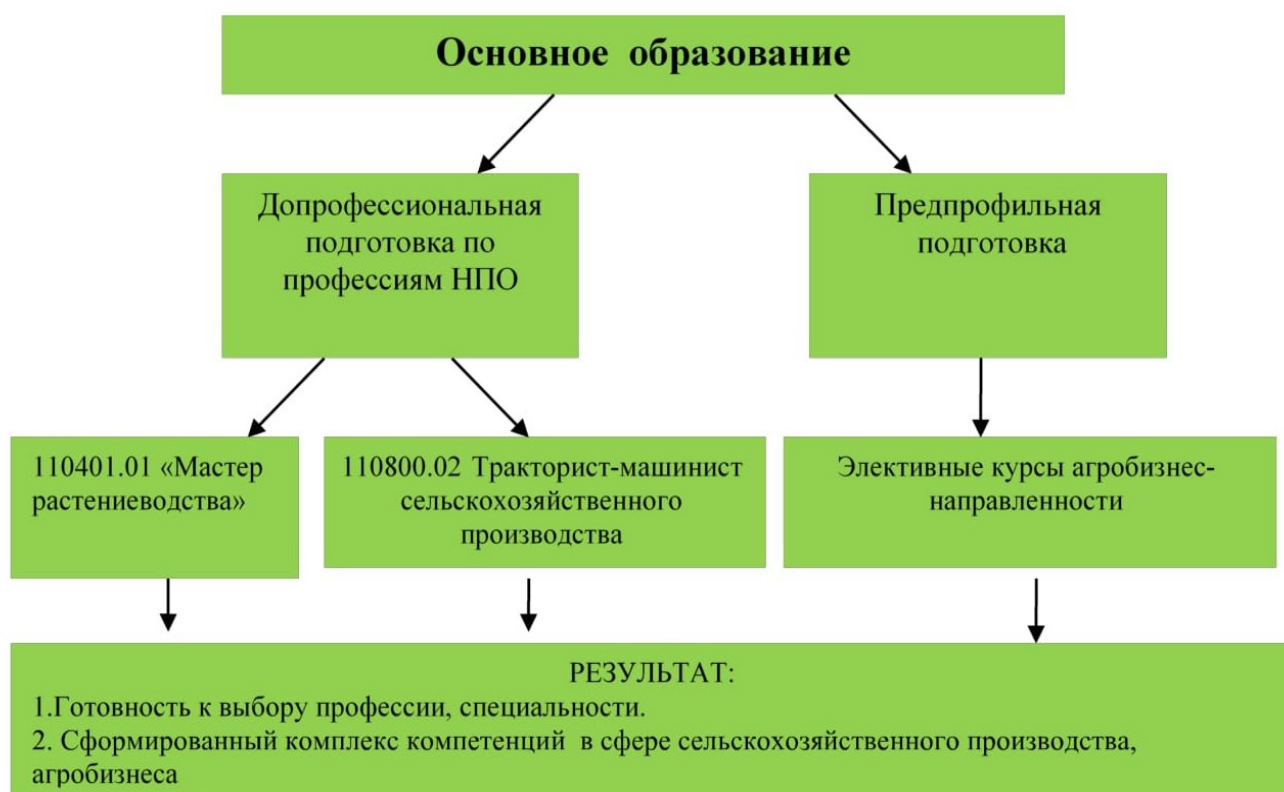 Основное образование
Допрофессиональная
подготовка по
профессиям НПО
Предпрофильная
подготовка
110401.01 «Мастер
растениеводства»
110800.02 Тракторист-машинист
сельскохозяйственного
производства
Элективные курсы агробизнес-
направленности
РЕЗУЛЬТАТ:
1.Готовность к выбору профессии, специальности.
2. Сформированный комплекс компетенций в сфере сельскохозяйственного производства,
агробизнеса